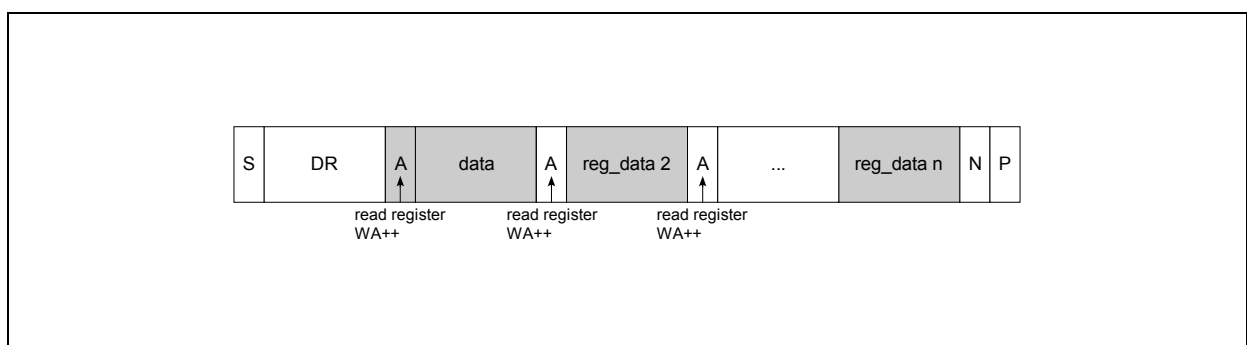 S DR A data A reg_data 2 A ... reg_data n N P
read register read register read register
WA++ WA++ WA++